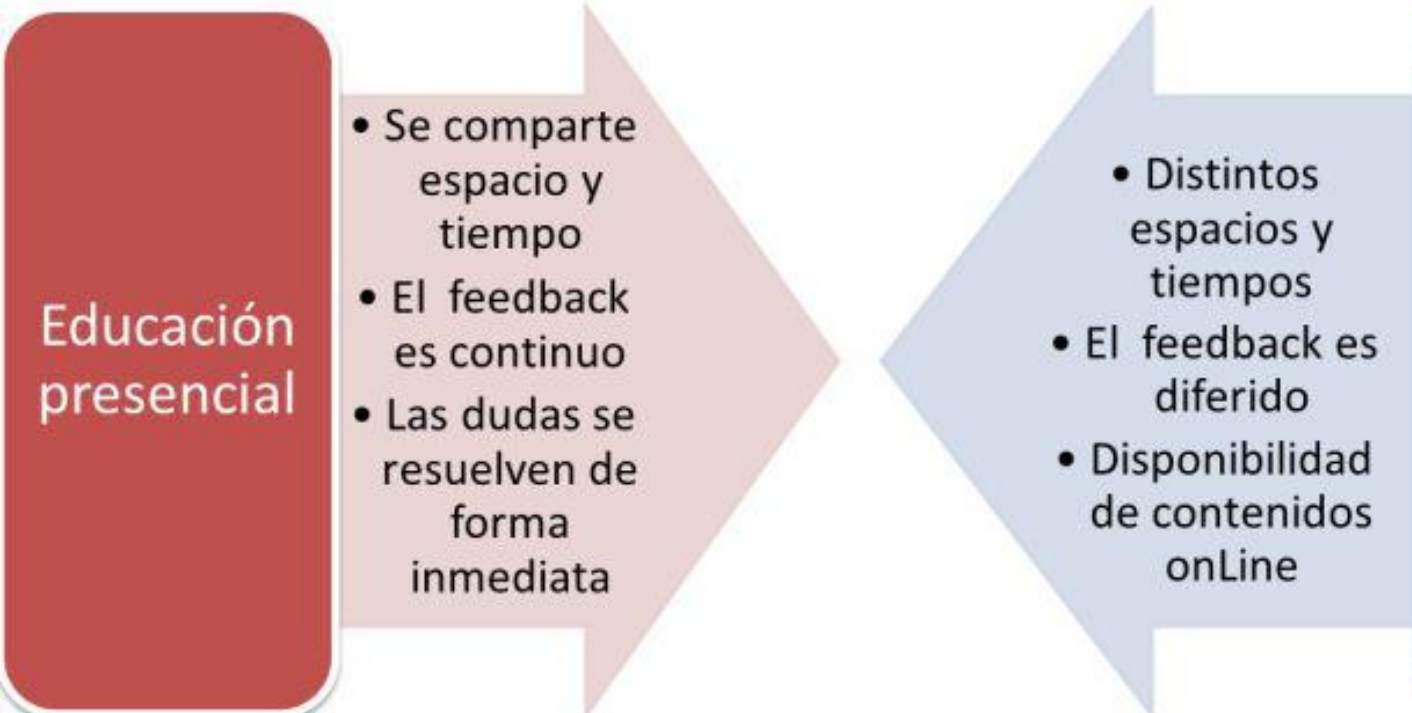 Educación
presencial
• Se comparte
espacio y
tiempo
• El feedback
es continuo
• Las dudas se
resuelven de
forma
inmediata
• Distintos
espacios y
tiempos
• El feedback es
diferido
• Disponibilidad
de contenidos
onLine